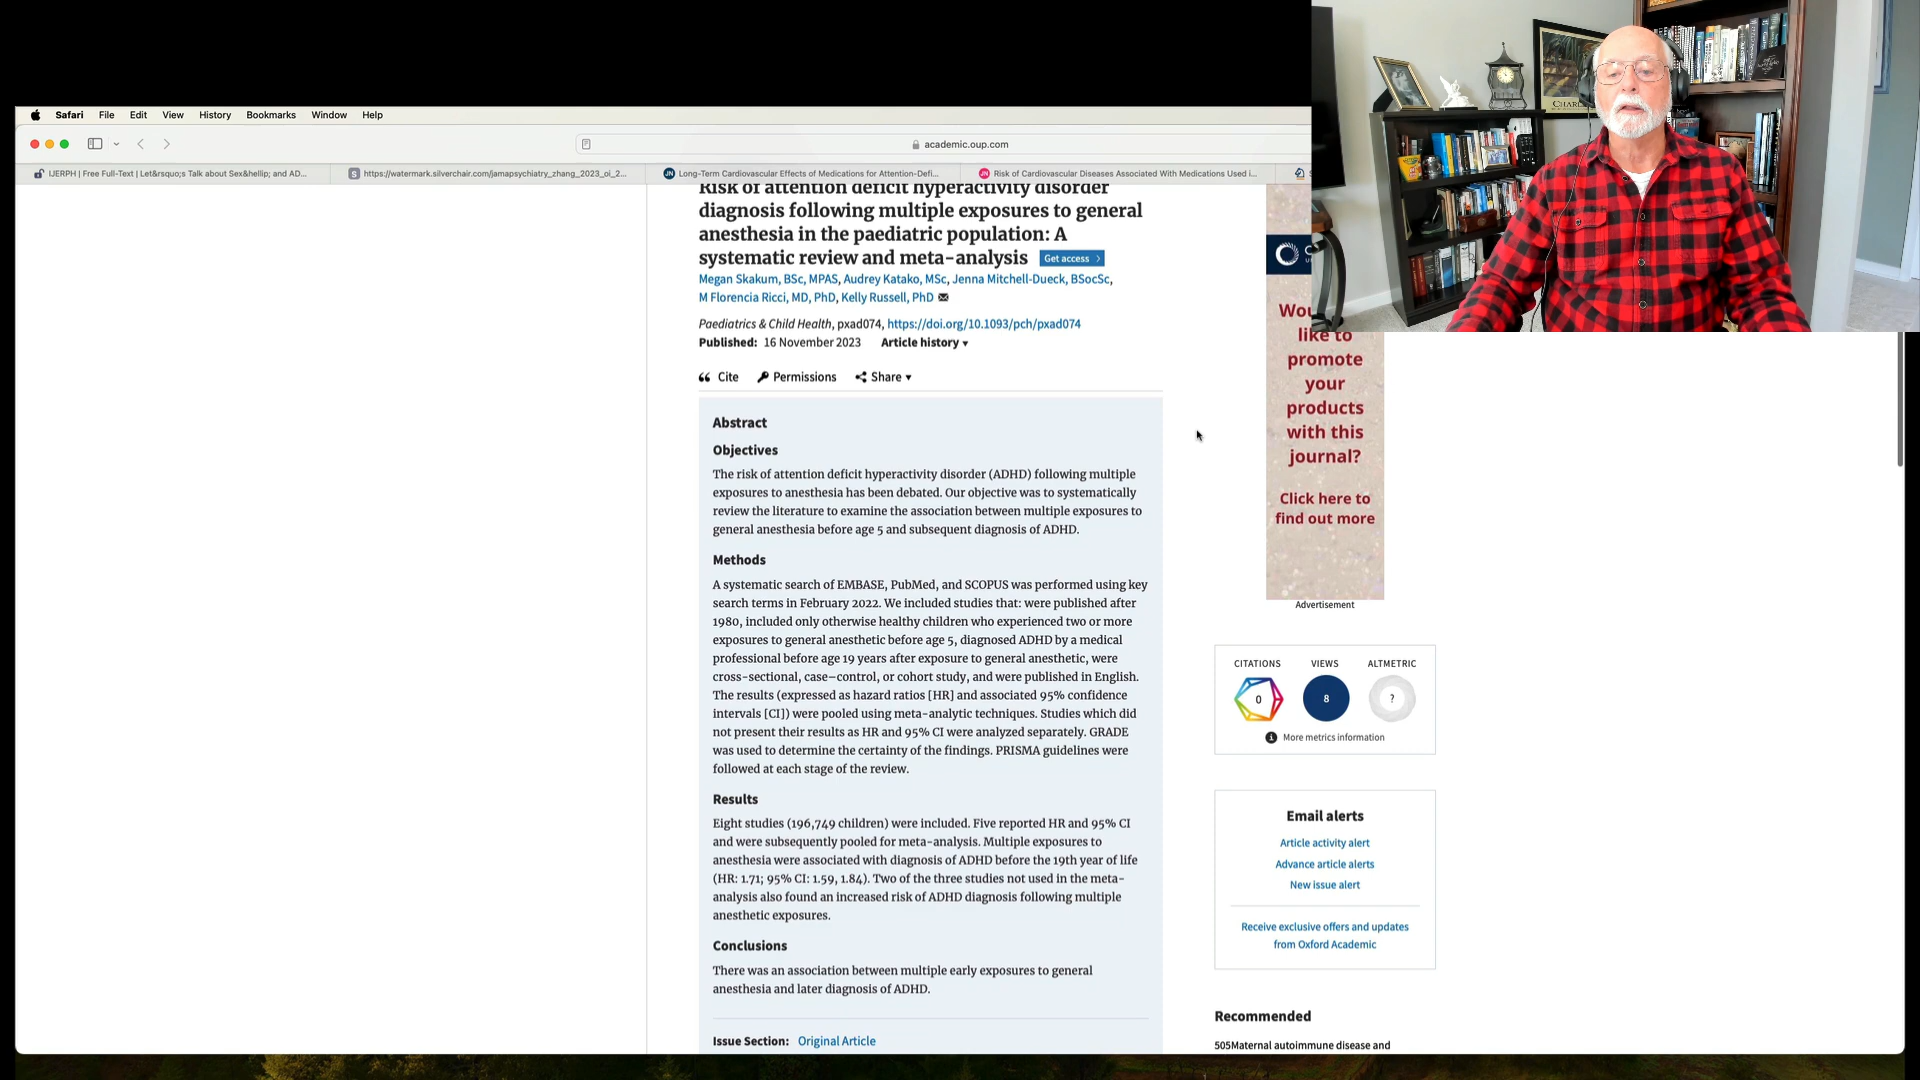 CHARL
Safari File Edit View History Bookmarks Window Help
academic.oup.com
IJERPH | Free Full-Text | Let&rsquo;s Talk about Sex&hellip; and AD...
S https://watermark.silverchair.com/jamapsychiatry_zhang_2023_oi_2...
JN Long-Term Cardiovascular Effects of Medications for Attention-Defi...
JN Risk of Cardiovascular Diseases Associated With Medications Used i...
Risk of attention deficit hyperactivity disorder
diagnosis following multiple exposures to general
anesthesia in the paediatric population: A
systematic review and meta-analysis Get access
Megan Skakum, BSc, MPAS, Audrey Katako, MSc, Jenna Mitchell-Dueck, BSocSc,
M Florencia Ricci, MD, PhD, Kelly Russell, PhD
Paediatrics & Child Health, pxad074, https://doi.org/10.1093/pch/pxad074
Published: 16 November 2023 Article history
Cite Permissions Share
Abstract
Objectives
The risk of attention deficit hyperactivity disorder (ADHD) following multiple
exposures to anesthesia has been debated. Our objective was to systematically
review the literature to examine the association between multiple exposures to
general anesthesia before age 5 and subsequent diagnosis of ADHD.
Methods
A systematic search of EMBASE, PubMed, and SCOPUS was performed using key
search terms in February 2022. We included studies that: were published after
1980, included only otherwise healthy children who experienced two or more
exposures to general anesthetic before age 5, diagnosed ADHD by a medical
professional before age 19 years after exposure to general anesthetic, were
cross-sectional, case–control, or cohort study, and were published in English.
The results (expressed as hazard ratios [HR] and associated 95% confidence
intervals [CI]) were pooled using meta-analytic techniques. Studies which did
not present their results as HR and 95% CI were analyzed separately. GRADE
was used to determine the certainty of the findings. PRISMA guidelines were
followed at each stage of the review.
Results
Eight studies (196,749 children) were included. Five reported HR and 95% CI
and were subsequently pooled for meta-analysis. Multiple exposures to
anesthesia were associated with diagnosis of ADHD before the 19th year of life
(HR: 1.71; 95% CI: 1.59, 1.84). Two of the three studies not used in the meta-
analysis also found an increased risk of ADHD diagnosis following multiple
anesthetic exposures.
Conclusions
There was an association between multiple early exposures to general
anesthesia and later diagnosis of ADHD.
Issue Section: Original Article
Wou
like to
promote
your
products
with this
journal?
Click here to
find out more
Advertisement
CITATIONS VIEWS ALTMETRIC
0 8 ?
More metrics information
Email alerts
Article activity alert
Advance article alerts
New issue alert
Receive exclusive offers and updates
from Oxford Academic
Recommended
505Maternal autoimmune disease and